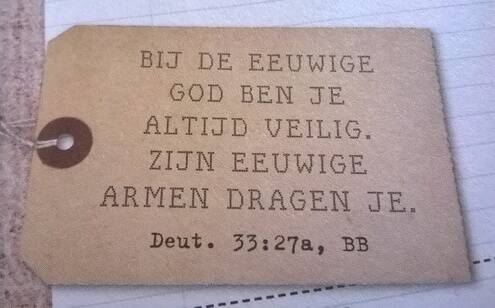 BIJ DE EEUWIGE
GOD BEN JE
ALTIJD VEILIG.
ZIJN EEUWIGE
ARMEN DRAGEN JE.
Deut. 33:27a, BB